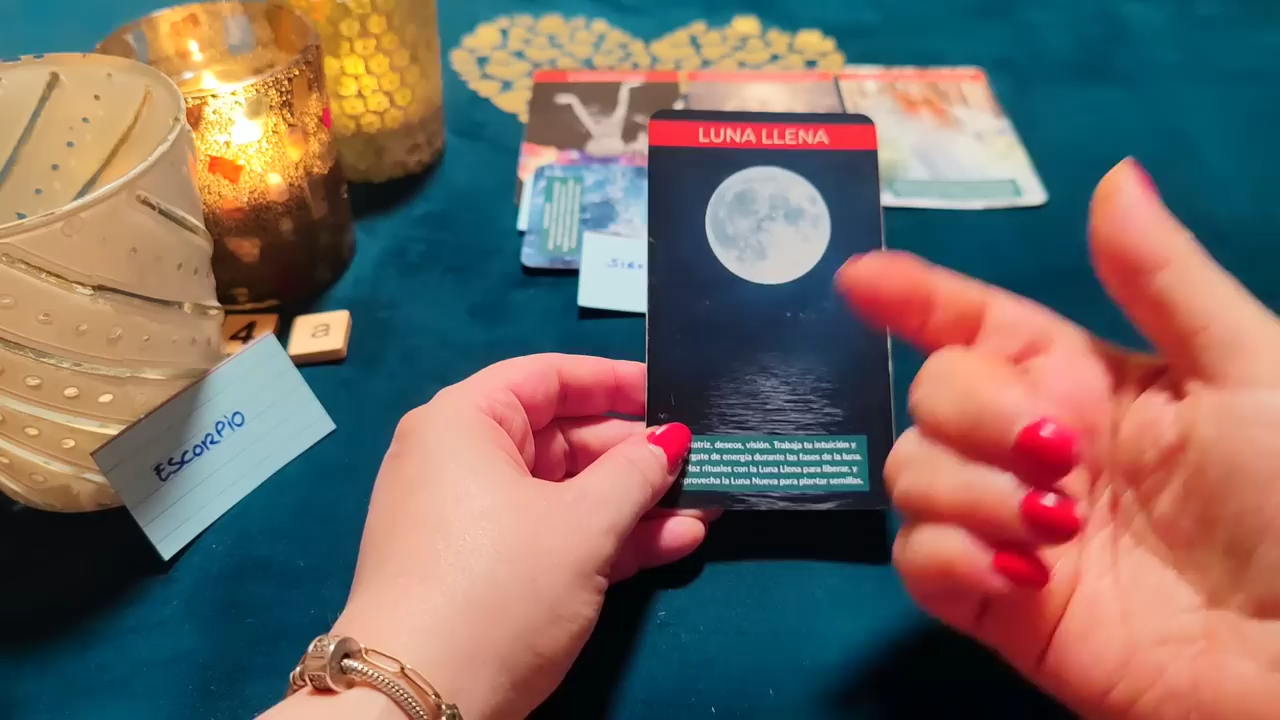 LUNA LLENA
4
a
ESCORPIO
deseos, visión. Trabaja tu intuición y
de energía durante las fases de la luna.
Haz rituales con la Luna Llena para liberar, y
aprovecha la Luna Nueva para plantar semillas.